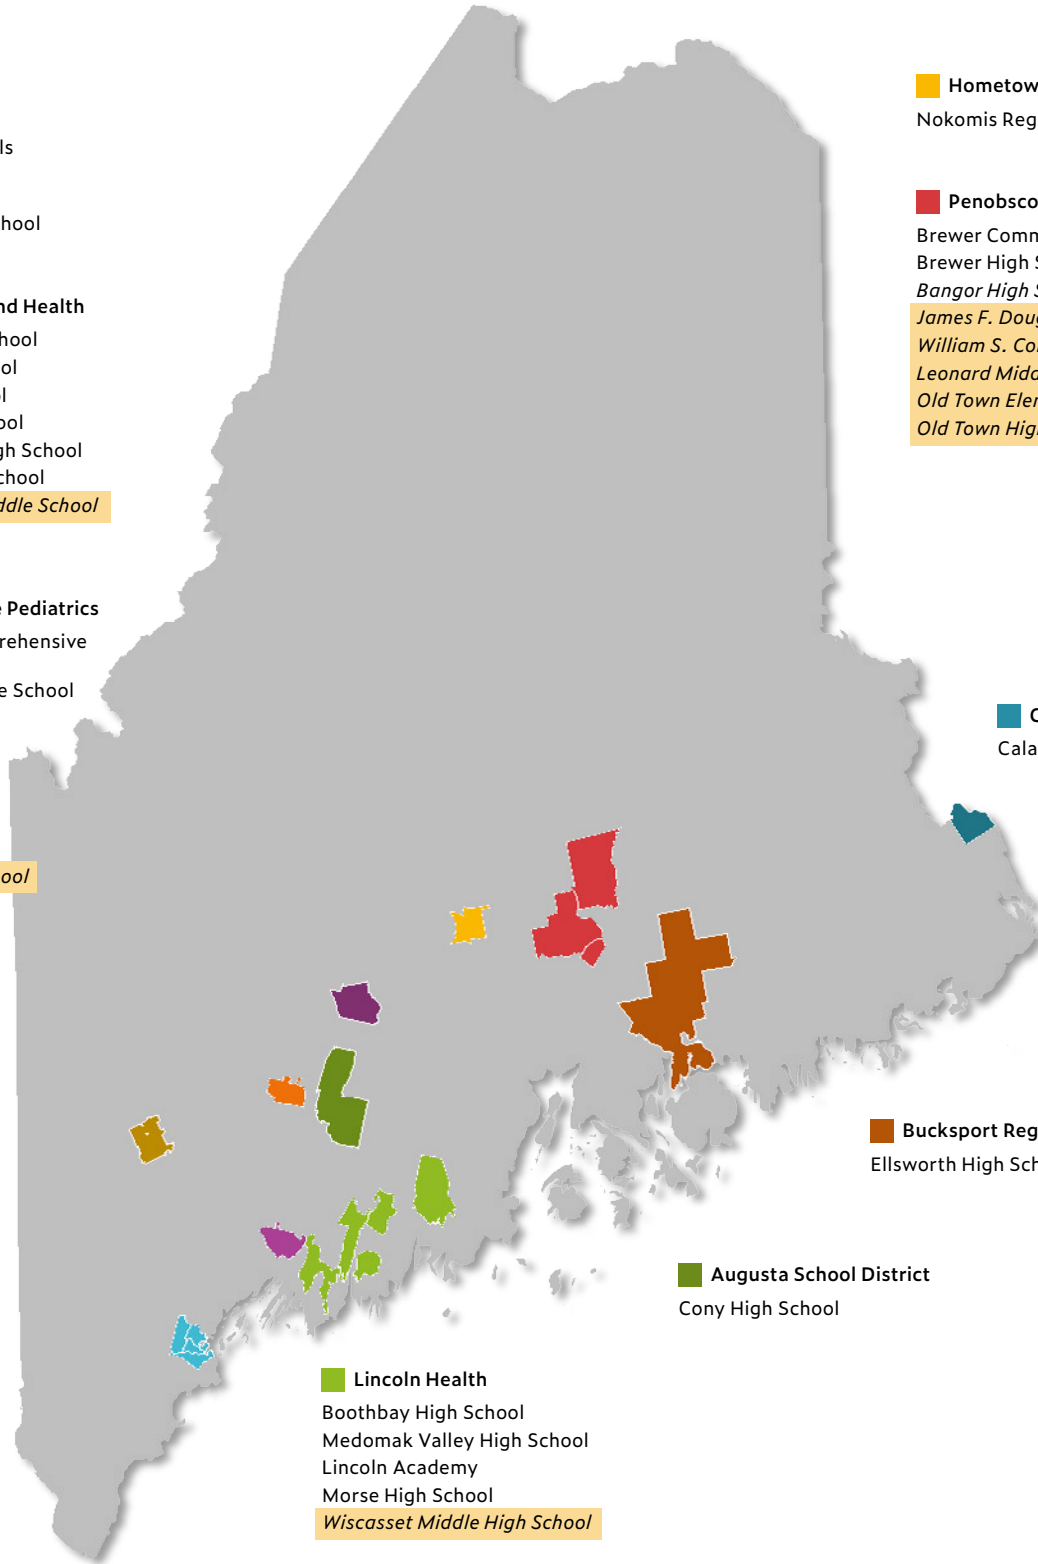 ls
hool
nd Health
hool
ol
l
ool
gh School
chool
ddle School
e Pediatrics
rehensive
e School
ool
Hometow
Nokomis Reg
Penobsco
Brewer Comm
Brewer High S
Bangor High S
James F. Doug
William S. Co
Leonard Midd
Old Town Elem
Old Town High
C
Cala
Bucksport Reg
Ellsworth High Sch
Augusta School District
Cony High School
Lincoln Health
Boothbay High School
Medomak Valley High School
Lincoln Academy
Morse High School
Wiscasset Middle High School